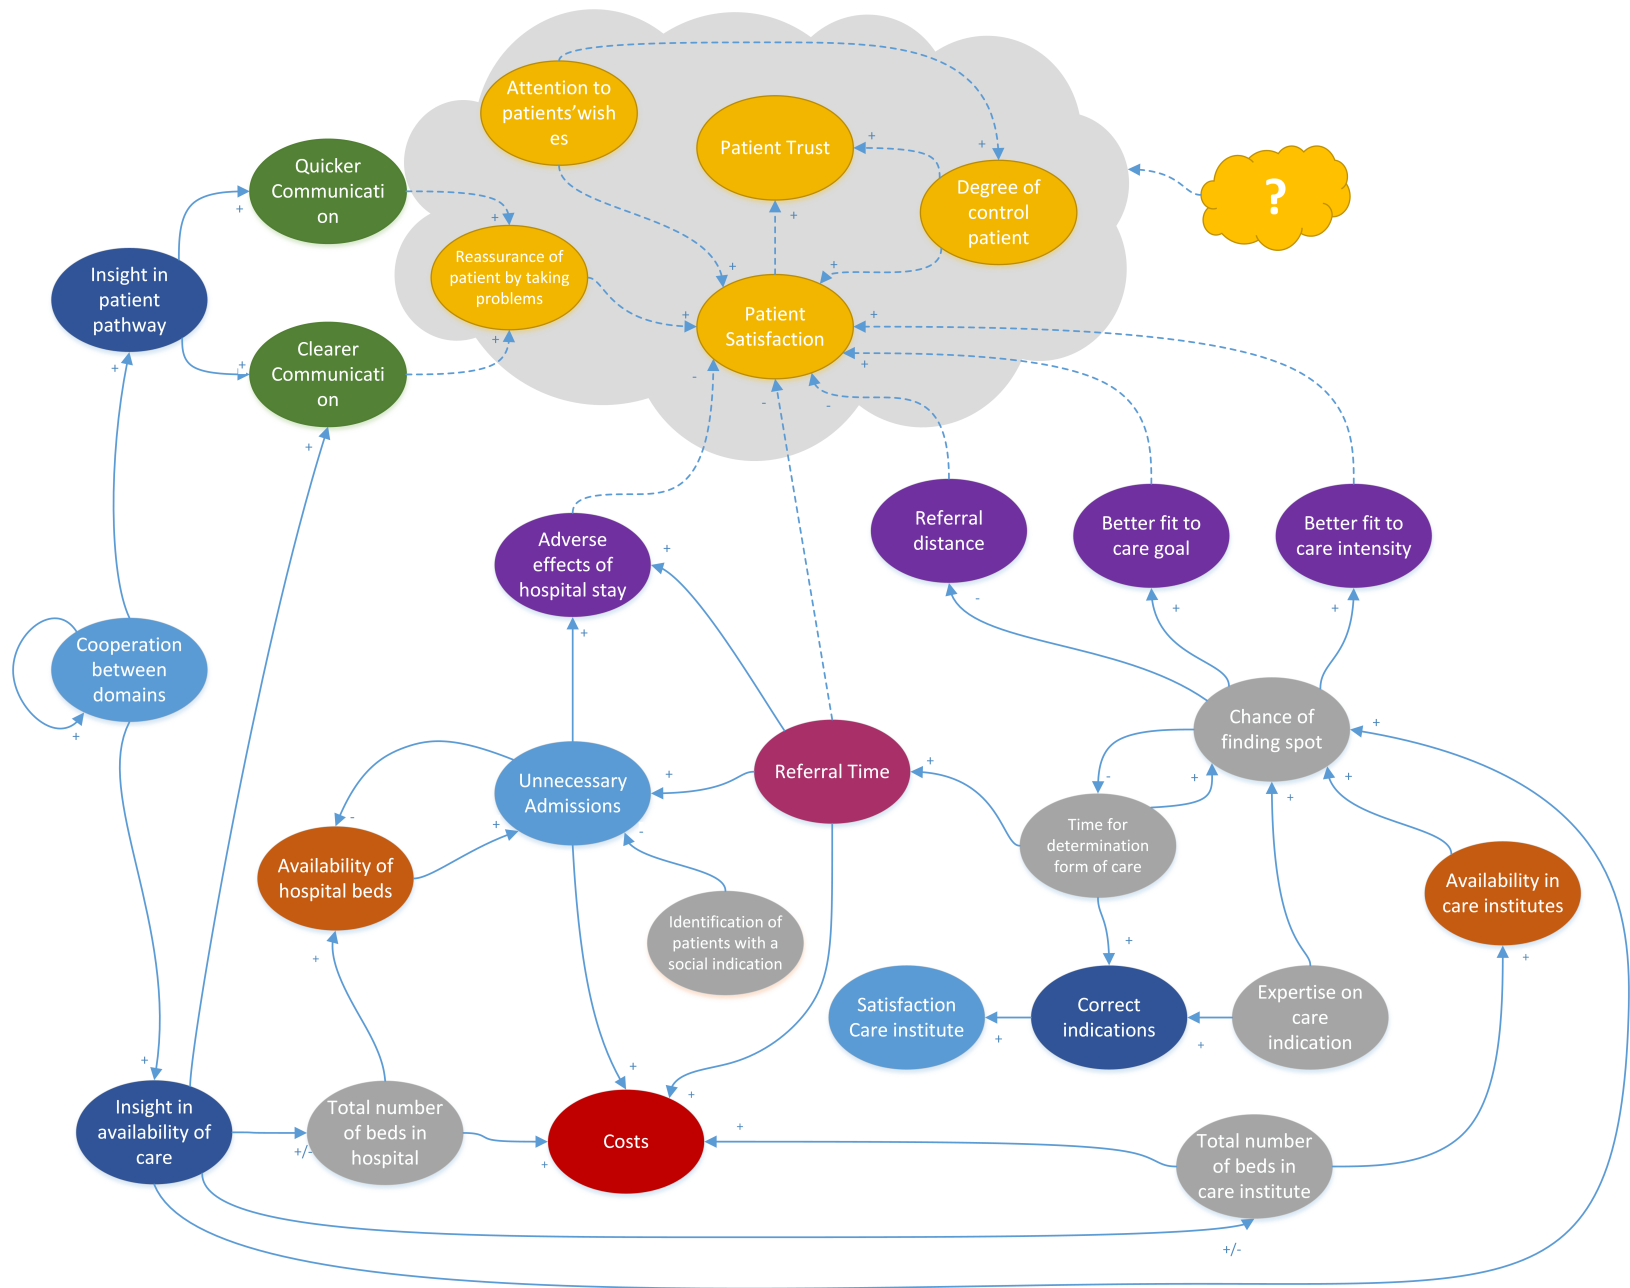 Attention to
patients'wish
es
Patient Trust
+
+
Quicker
Communicati
on
Degree of
control
patient
?
+
+
+
Reassurance of
patient by taking
problems
+
+
Insight in
patient
pathway
+
Patient
Satisfaction
+
+
+
Clearer
Communicati
on
+
+
-
-
-
+
Referral
distance
Better fit to
care goal
Better fit to
care intensity
Adverse
effects of
hospital stay
+
-
+
+
+
Cooperation
between
domains
+
Chance of
finding spot
+
Unnecessary
Admissions
+
Referral Time
+
-
+
+
+
-
+
-
Time for
determination
form of care
Availability of
hospital beds
Availability in
care institutes
Identification of
patients with a
social indication
+
+
+
Satisfaction
Care institute
+
Correct
indications
+
Expertise on
care
indication
+
+
+
Insight in
availability of
care
+/-
Total number
of beds in
hospital
+
Costs
+
Total number
of beds in
care institute
+/-